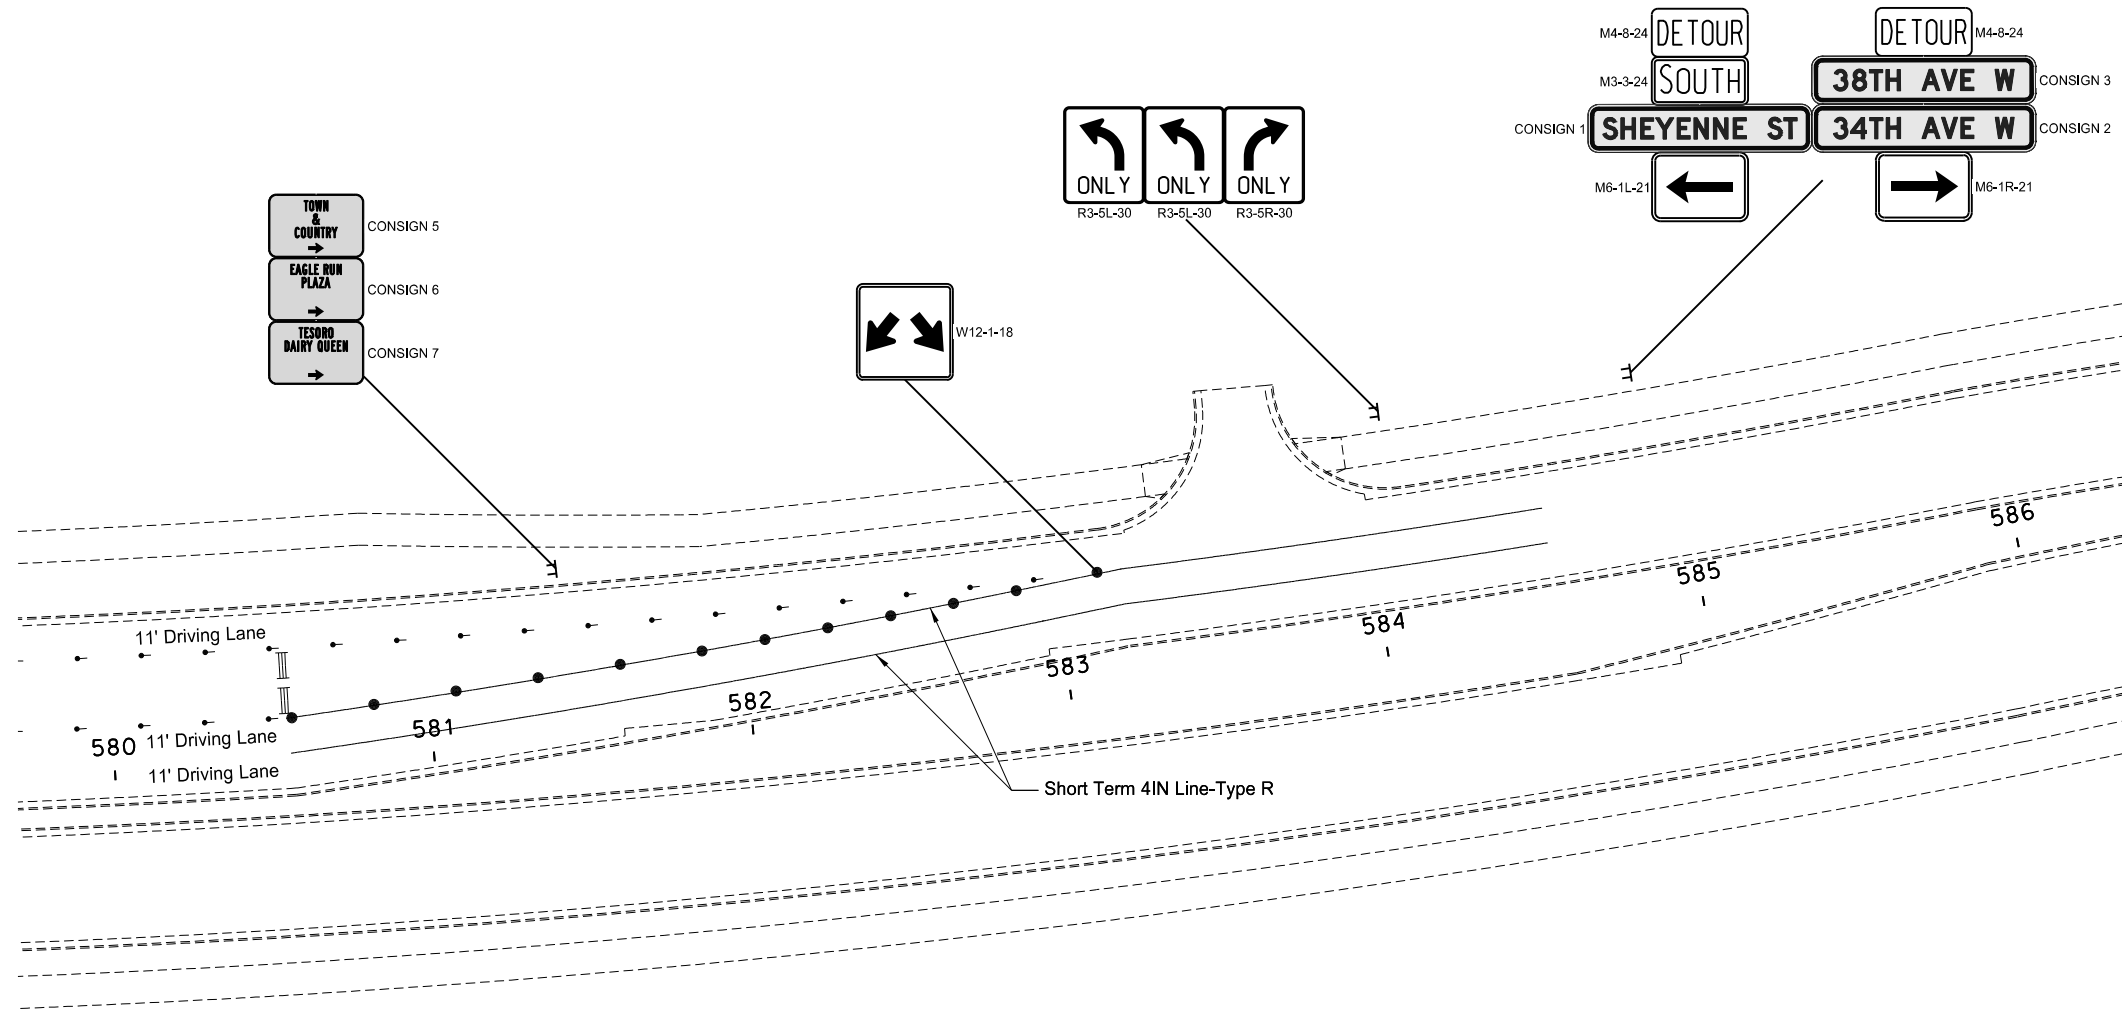 M4-8-24 DETOUR
DETOUR M4-8-24
M3-3-24 SOUTH
38TH AVE W CONSIGN 3
CONSIGN 1 SHEYENNE ST
34TH AVE W CONSIGN 2
M6-1L-21
M6-1R-21
ONLY ONLY ONLY
R3-5L-30 R3-5L-30 R3-5R-30
TOWN
&
COUNTRY
CONSIGN 5
EAGLE RUN
PLAZA
CONSIGN 6
TESORO
DAIRY QUEEN
CONSIGN 7
W12-1-18
586
585
584
583
582
581
580
11' Driving Lane
11' Driving Lane
11' Driving Lane
Short Term 4IN Line-Type R